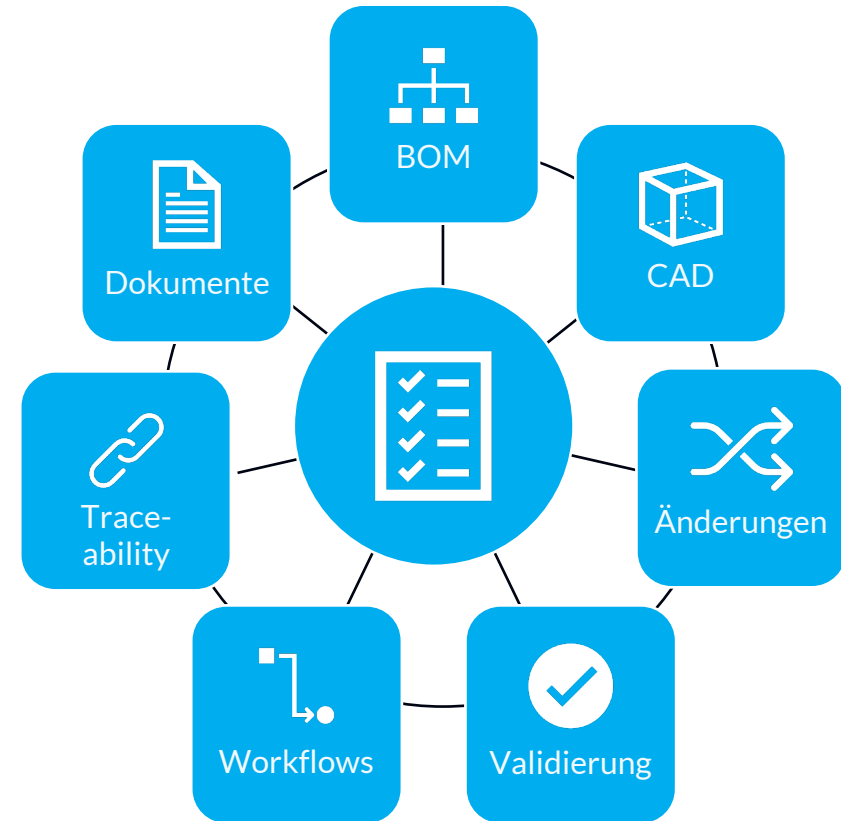 BOM
CAD
Änderungen
Validierung
Workflows
Trace-
ability
Dokumente